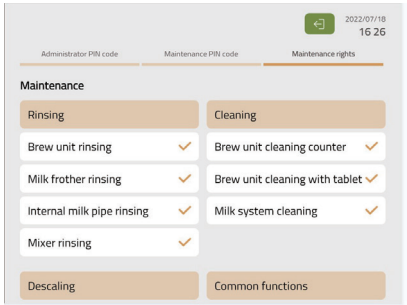 2022/07/18
16 26
Administrator PIN code
Maintenance PIN code
Maintenance rights
Maintenance
Rinsing
Cleaning
Brew unit rinsing
Brew unit cleaning counter
Milk frother rinsing
Brew unit cleaning with tablet
Internal milk pipe rinsing
Milk system cleaning
Mixer rinsing
Descaling
Common functions